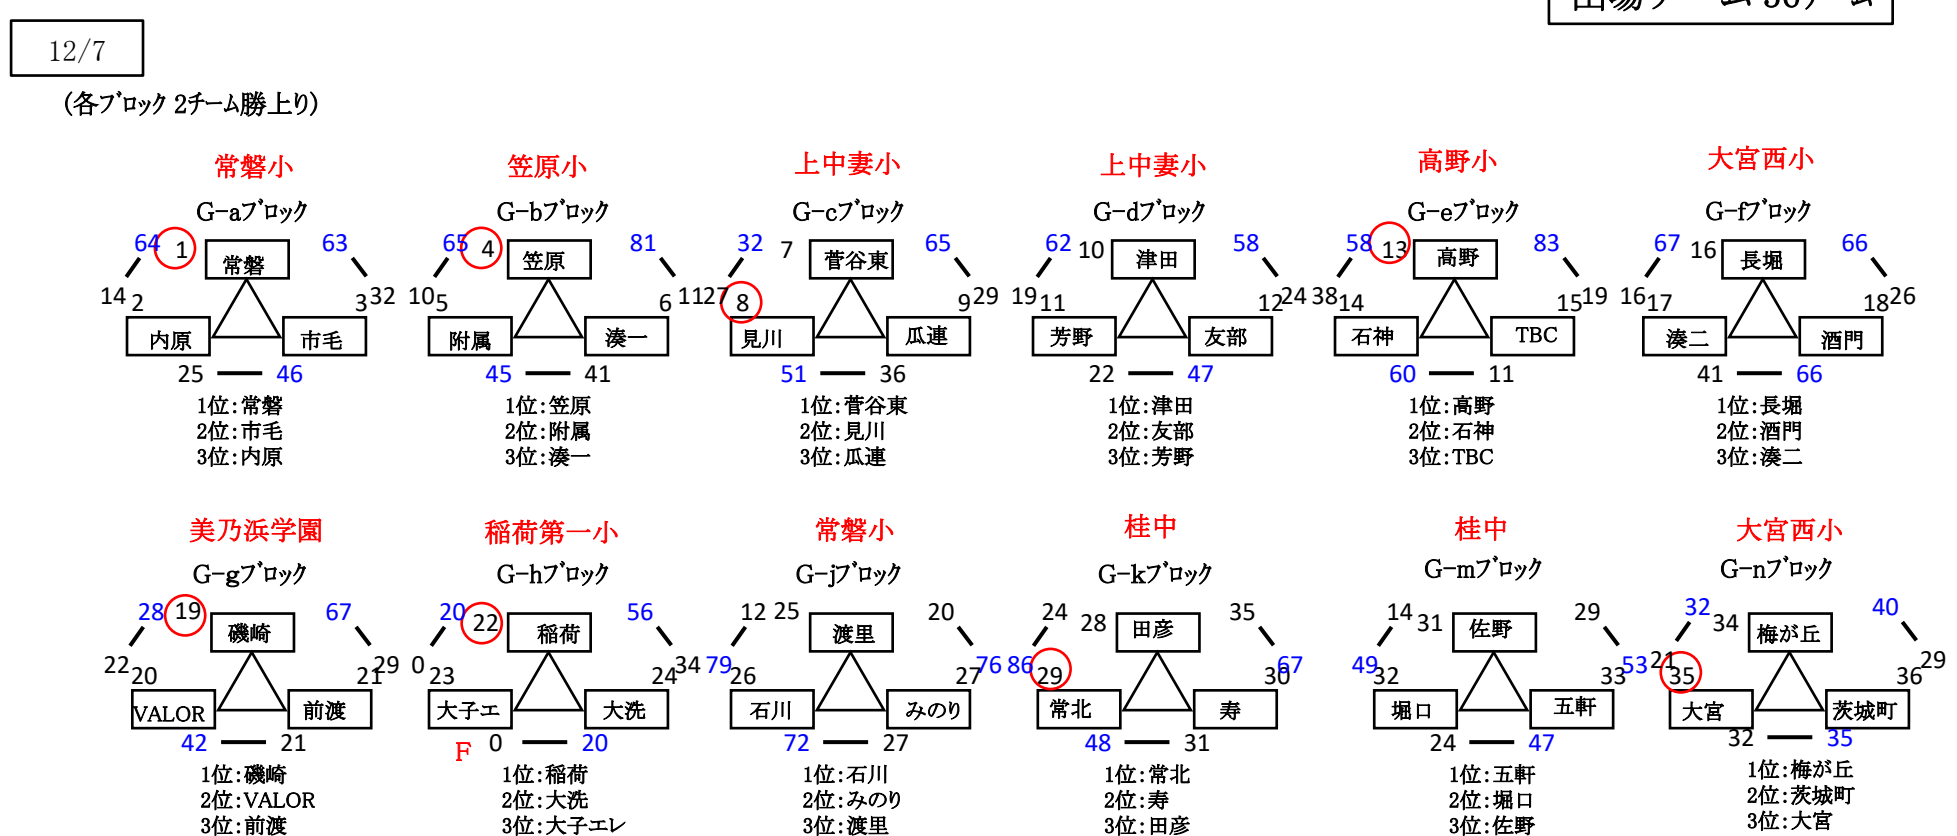 12/7
(各ブロック 2チーム勝上り)
常磐小 笠原小 上中妻小 上中妻小 高野小 大宮西小
G-aブロック G-bブロック G-cブロック G-dブロック G-eブロック G-fブロック
64 1 常磐 63 65 4 笠原 81 32 7 菅谷東 65 62 10 津田 58 58 13 高野 83 67 16 長堀 66
14 2 3 32 10 5 6 11 27 8 9 29 19 11 12 24 38 14 15 19 16 17 18 26
内原 市毛 附属 湊一 見川 瓜連 芳野 友部 石神 TBC 湊二 酒門
25 46 45 41 51 36 22 47 60 11 41 66
1位:常磐 1位:笠原 1位:菅谷東 1位:津田 1位:高野 1位:長堀
2位:市毛 2位:附属 2位:見川 2位:友部 2位:石神 2位:酒門
3位:内原 3位:湊一 3位:瓜連 3位:芳野 3位:TBC 3位:湊二
美乃浜学園 稲荷第一小 常磐小 桂中 桂中 大宮西小
G-gブロック G-hブロック G-jブロック G-kブロック G-mブロック G-nブロック
28 19 磯崎 67 20 22 稲荷 56 12 25 渡里 20 24 28 田彦 35 14 31 佐野 29 32 34 梅が丘 40
22 20 21 29 0 23 24 34 79 26 27 76 86 29 30 67 49 32 33 53 21 35 36 29
VALOR 前渡 大子エ 大洗 石川 みのり 常北 寿 堀口 五軒 大宮 茨城町
42 21 F 0 20 72 27 48 31 24 47 32 35
1位:磯崎 1位:稲荷 1位:石川 1位:常北 1位:五軒 1位:梅が丘
2位:VALOR 2位:大洗 2位:みのり 2位:寿 2位:堀口 2位:茨城町
3位:前渡 3位:大子エレ 3位:渡里 3位:田彦 3位:佐野 3位:大宮